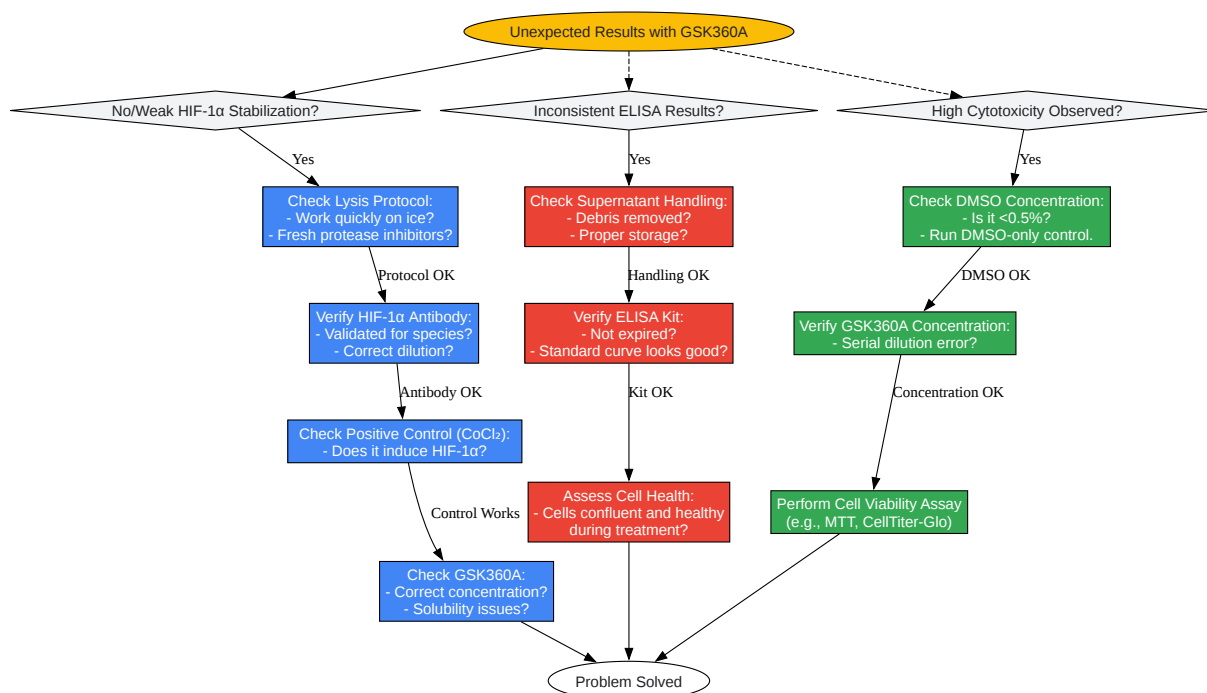 Unexpected Results with GSK360A
No/Weak HIF-1α Stabilization?
Inconsistent ELISA Results?
High Cytotoxicity Observed?
Yes
Yes
Yes
Check Lysis Protocol:
- Work quickly on ice?
- Fresh protease inhibitors?
Check Supernatant Handling:
- Debris removed?
- Proper storage?
Check DMSO Concentration:
- Is it <0.5%?
- Run DMSO-only control.
Protocol OK
Handling OK
DMSO OK
Verify HIF-1α Antibody:
- Validated for species?
- Correct dilution?
Verify ELISA Kit:
- Not expired?
- Standard curve looks good?
Verify GSK360A Concentration:
- Serial dilution error?
Antibody OK
Kit OK
Concentration OK
Check Positive Control (CoCl₂):
- Does it induce HIF-1α?
Control Works
Assess Cell Health:
- Cells confluent and healthy
during treatment?
Perform Cell Viability Assay
(e.g., MTT, CellTiter-Glo)
Check GSK360A:
- Correct concentration?
- Solubility issues?
Problem Solved